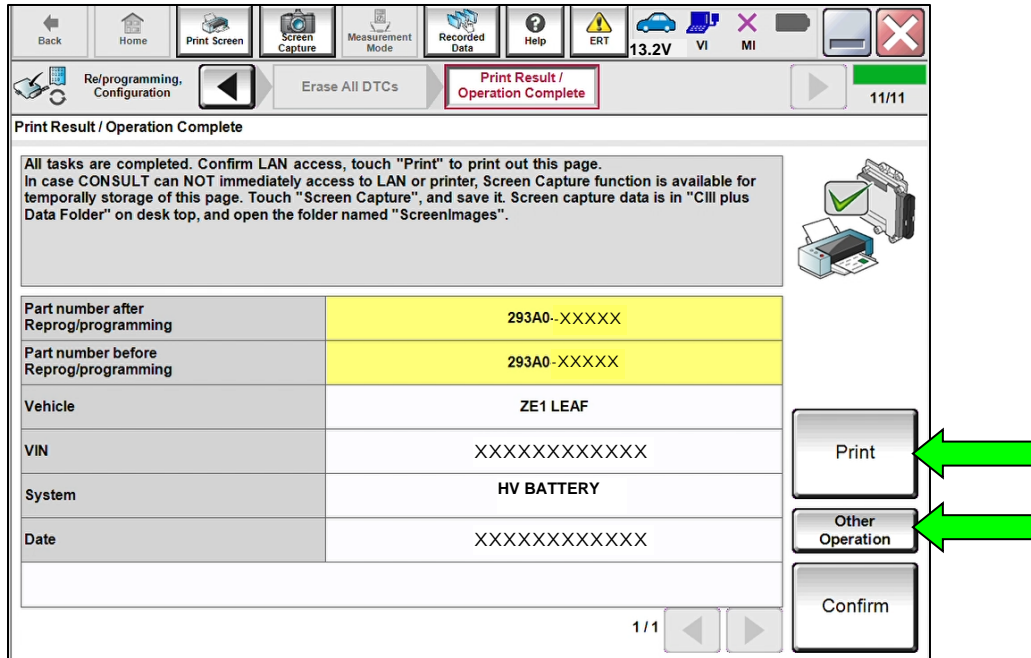 Back
Home
Print Screen
Screen
Capture
Measurement
Mode
Recorded
Data
Help
ERT
13.2V
VI
MI
Re/programming,
Configuration
Erase All DTCs
Print Result /
Operation Complete
11/11
Print Result / Operation Complete
All tasks are completed. Confirm LAN access, touch "Print" to print out this page.
In case CONSULT can NOT immediately access to LAN or printer, Screen Capture function is available for
temporally storage of this page. Touch "Screen Capture", and save it. Screen capture data is in "CIII plus
Data Folder" on desk top, and open the folder named "ScreenImages".
Part number after
Reprog/programming
293A0--XXXXX
Part number before
Reprog/programming
293A0-XXXXX
Vehicle
ZE1 LEAF
VIN
XXXXXXXXXXXX
System
HV BATTERY
Date
XXXXXXXXXXXX
Print
Other
Operation
Confirm
1/1